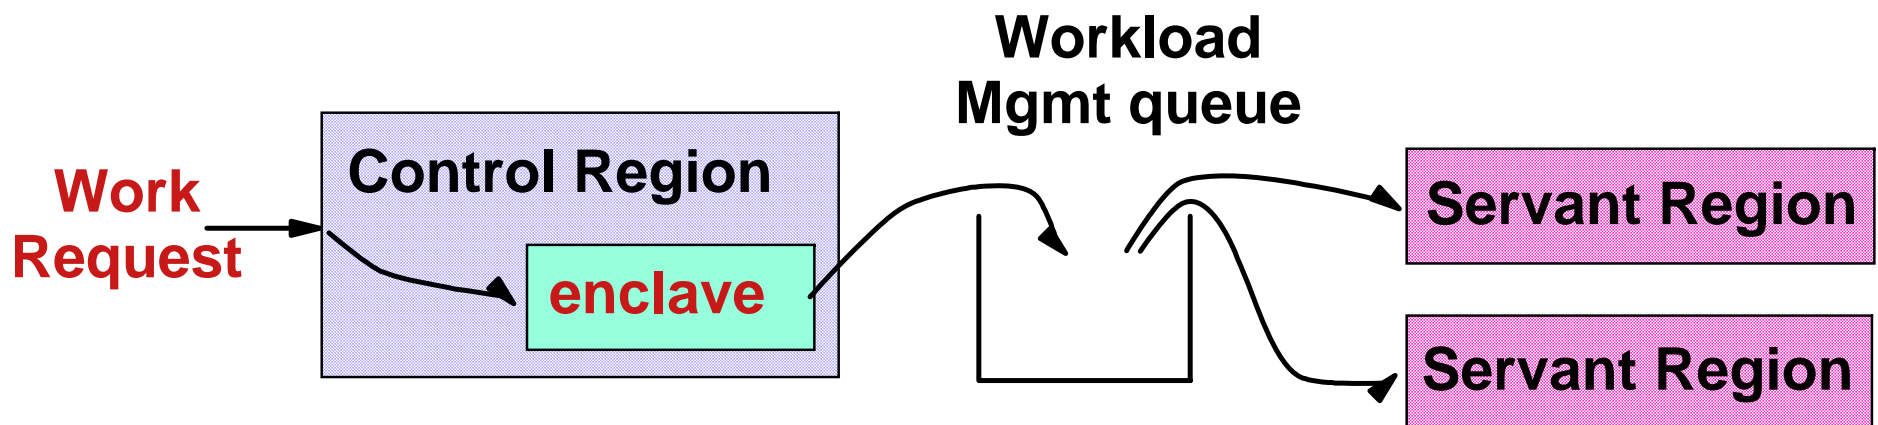 Work
Request
Control Region
enclave
Workload
Mgmt queue
Servant Region
Servant Region